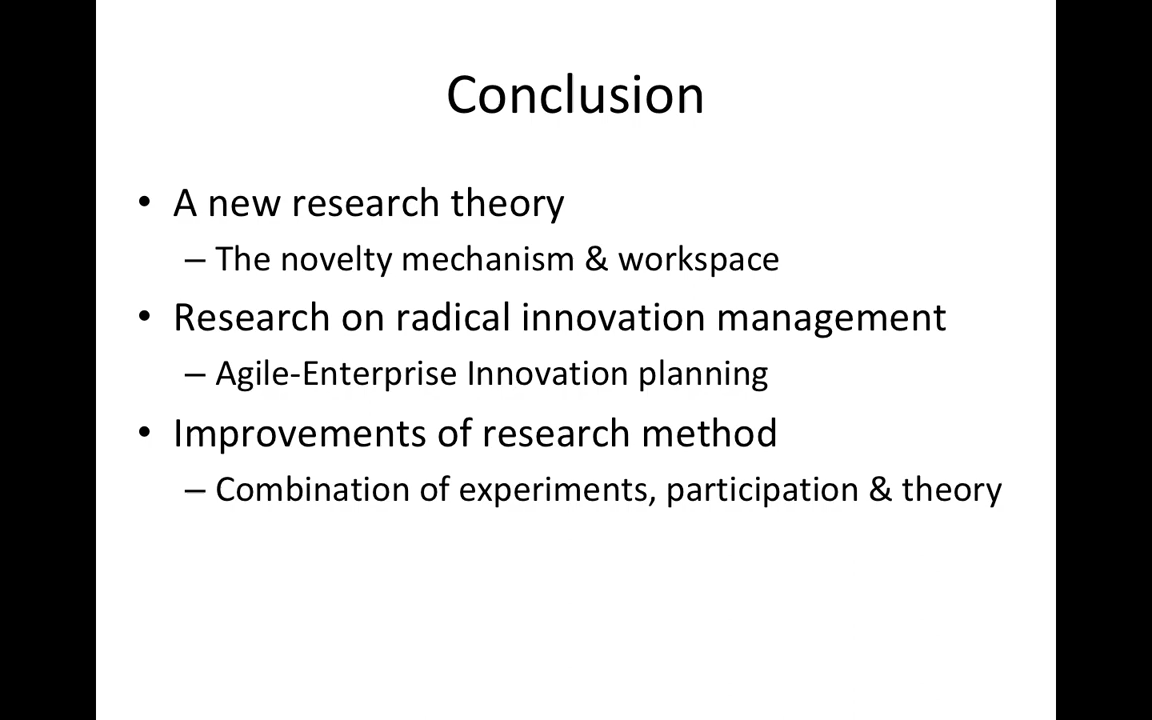 Conclusion
• A new research theory
– The novelty mechanism & workspace
• Research on radical innovation management
– Agile-Enterprise Innovation planning
• Improvements of research method
– Combination of experiments, participation & theory